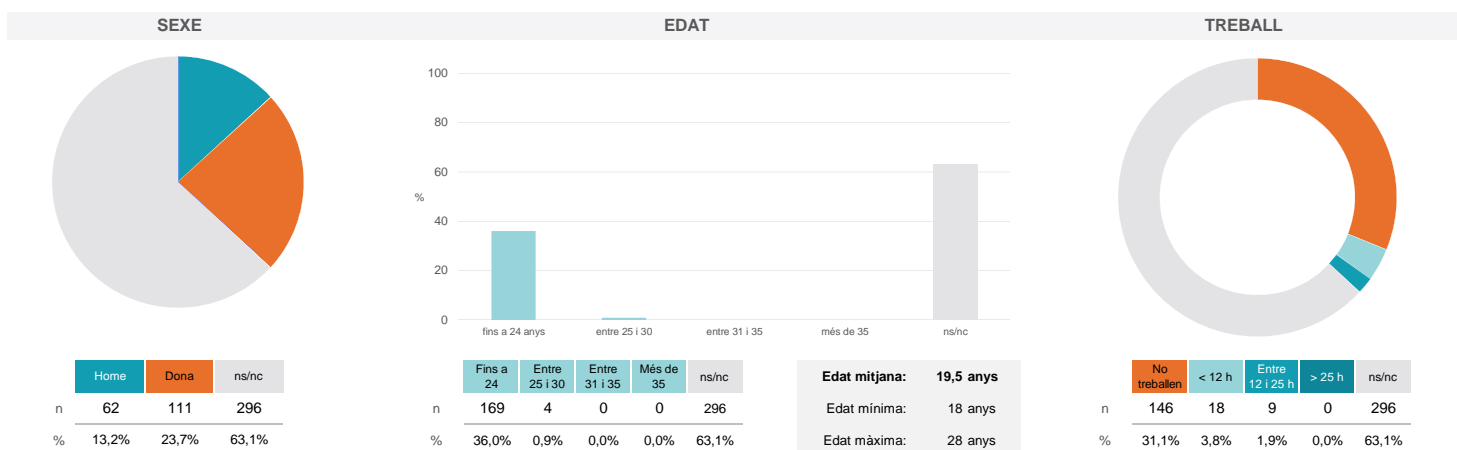 SEXE
EDAT
TREBALL
100
80
60
%
40
20
0
fins a 24 anys
entre 25 i 30
entre 31 i 35
més de 35
ns/nc
Home
Dona
ns/nc
n
62
111
296
%
13,2%
23,7%
63,1%
Fins a 24
Entre 25 i 30
Entre 31 i 35
Més de 35
ns/nc
n
169
4
0
0
296
%
36,0%
0,9%
0,0%
0,0%
63,1%
Edat mitjana: 19,5 anys
Edat mínima: 18 anys
Edat màxima: 28 anys
No treballen
< 12 h
Entre 12 i 25 h
> 25 h
ns/nc
n
146
18
9
0
296
%
31,1%
3,8%
1,9%
0,0%
63,1%